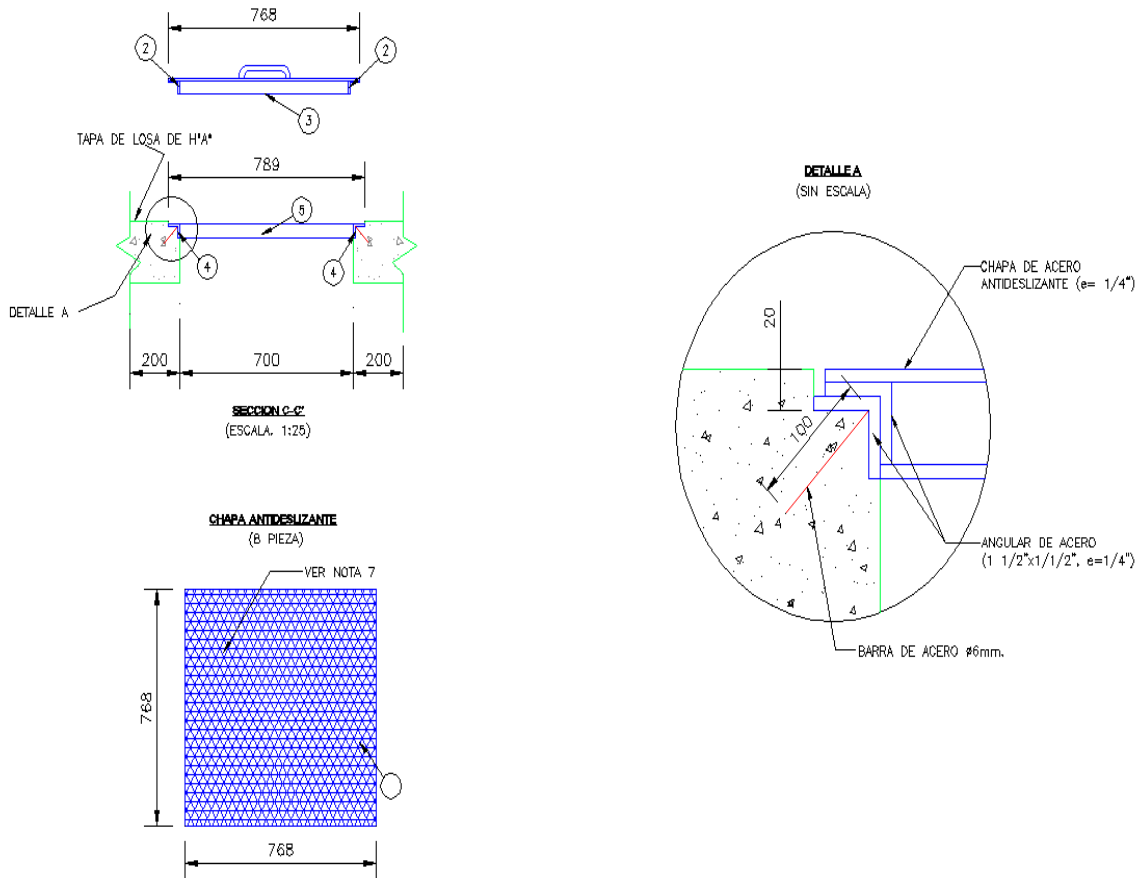 768
2
2
3
TAPA DE LOSA DE H'A°
789
5
4
4
DETALLE A
200
700
200
SECCION C-C'
(ESCALA. 1:25)
CHAPA ANTIDESLIZANTE
(8 PIEZA)
VER NOTA 7
768
768
DETALLE A
(SIN ESCALA)
CHAPA DE ACERO
ANTIDESLIZANTE (e= 1/4")
20
100
ANGULAR DE ACERO
(1 1/2"x1/1/2", e=1/4")
BARRA DE ACERO ø6mm.